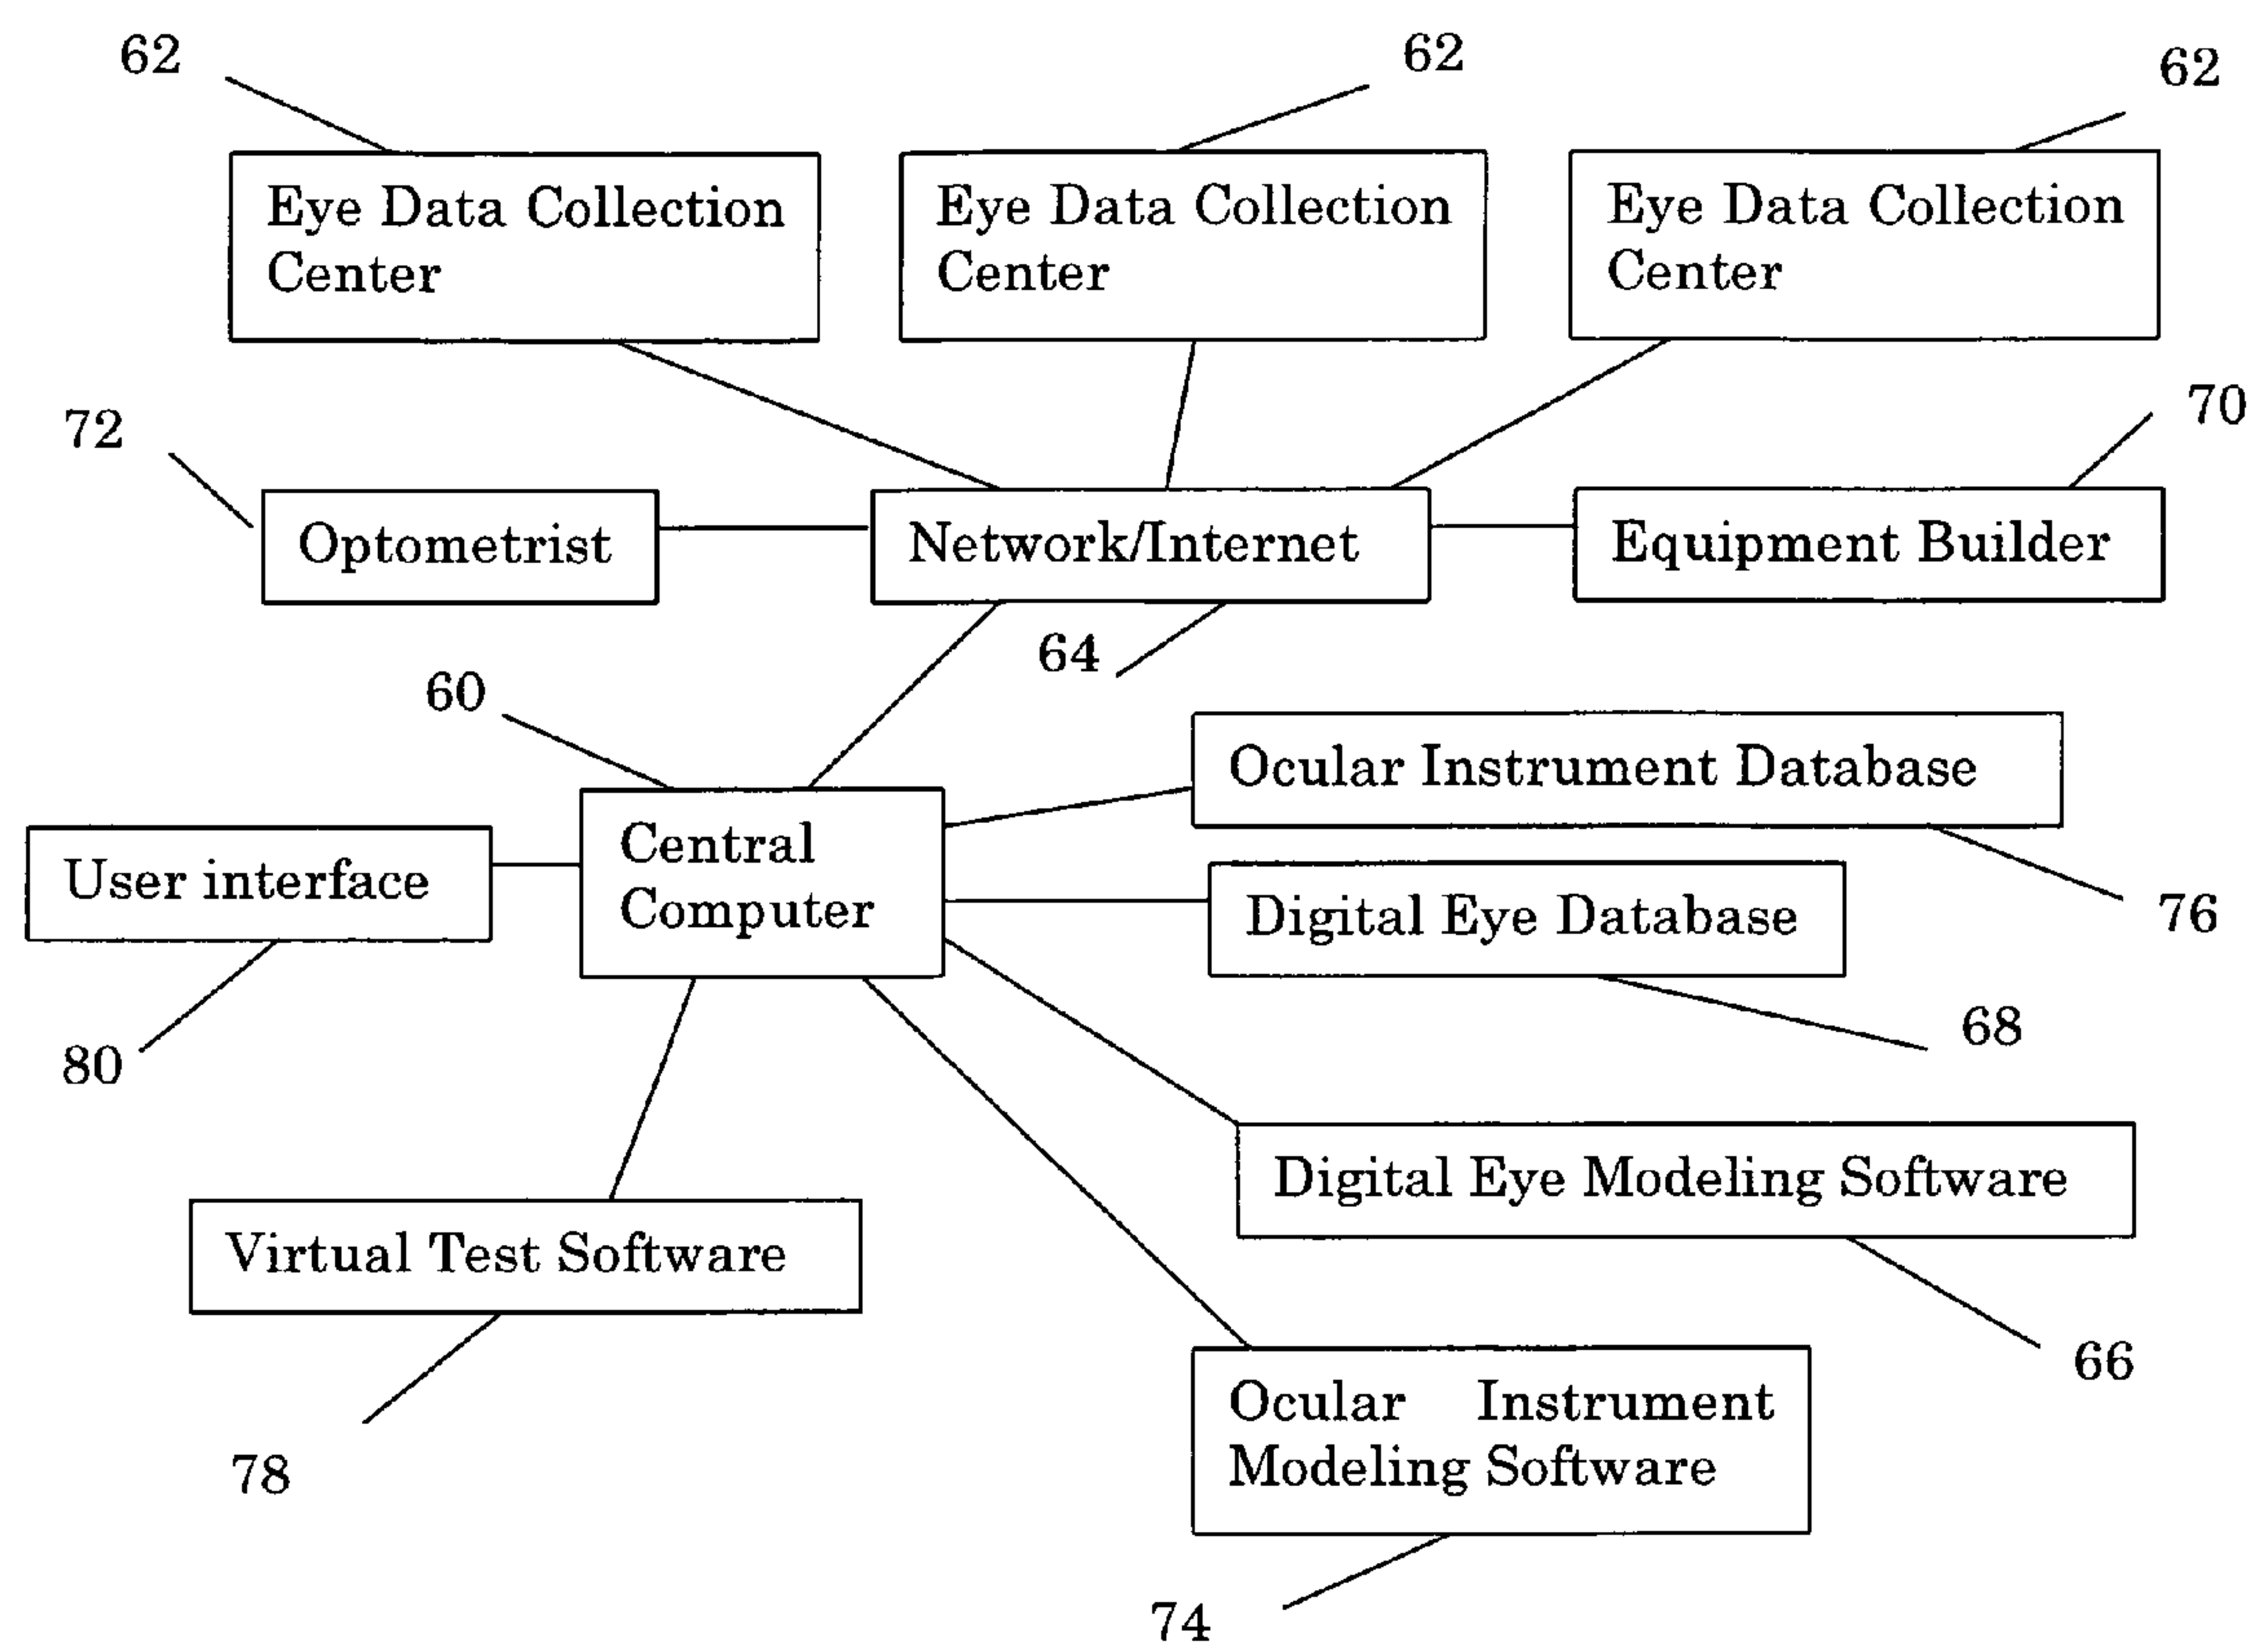 62
62
62
Eye Data Collection
Center
Eye Data Collection
Center
Eye Data Collection
Center
72
70
Optometrist
Network/Internet
Equipment Builder
64
60
Ocular Instrument Database
Central
Computer
User interface
Digital Eye Database
76
68
80
Digital Eye Modeling Software
Virtual Test Software
66
Ocular Instrument
Modeling Software
78
74